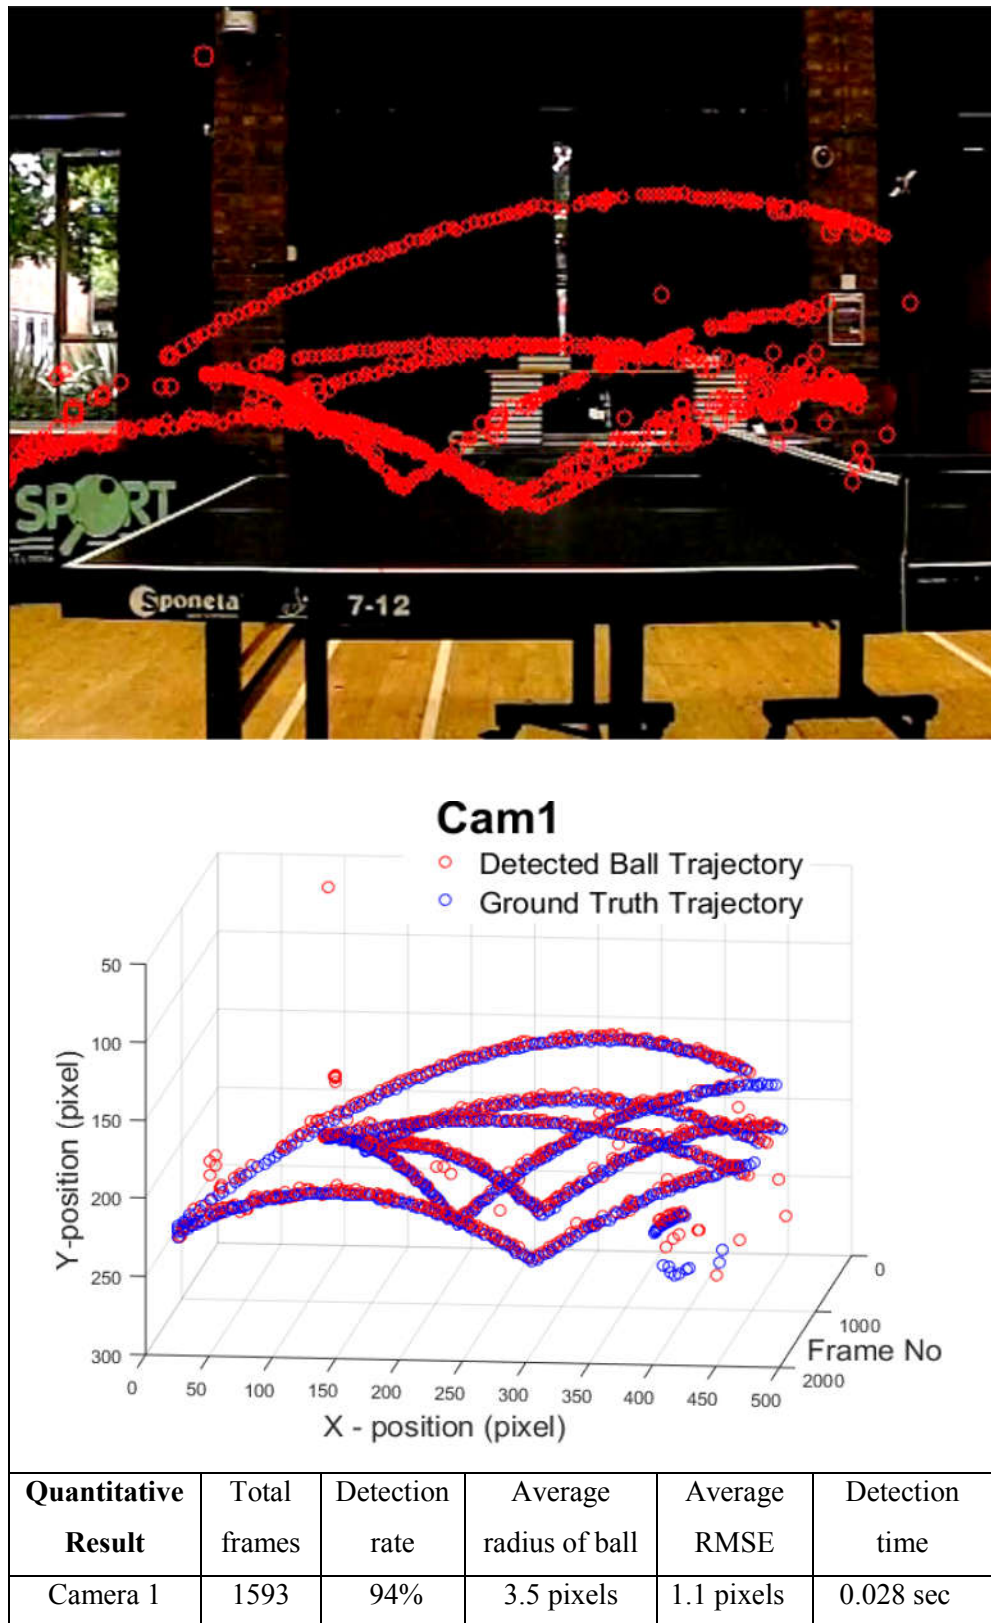 SPORT
Sponeta
7-12
Cam1
Detected Ball Trajectory
Ground Truth Trajectory
50
100
150
200
250
300
Y-position (pixel)
0
50
100
150
200
250
300
350
400
450
500
X - position (pixel)
0
1000
2000
Frame No
Quantitative Result Total frames Detection rate Average radius of ball Average RMSE Detection time
Camera 1 1593 94% 3.5 pixels 1.1 pixels 0.028 sec